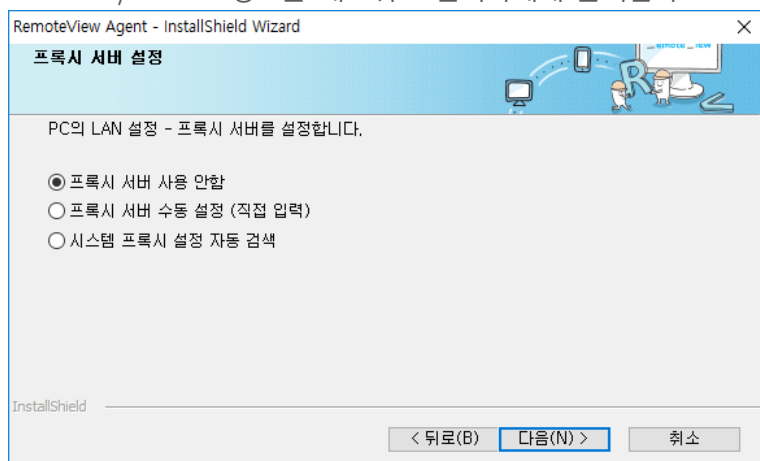 RemoteView Agent - InstallShield Wizard
프록시 서버 설정
PC의 LAN 설정 - 프록시 서버를 설정합니다.
프록시 서버 사용 안함
프록시 서버 수동 설정 (직접 입력)
시스템 프록시 설정 자동 검색
InstallShield
< 뒤로(B) 다음(N) > 취소